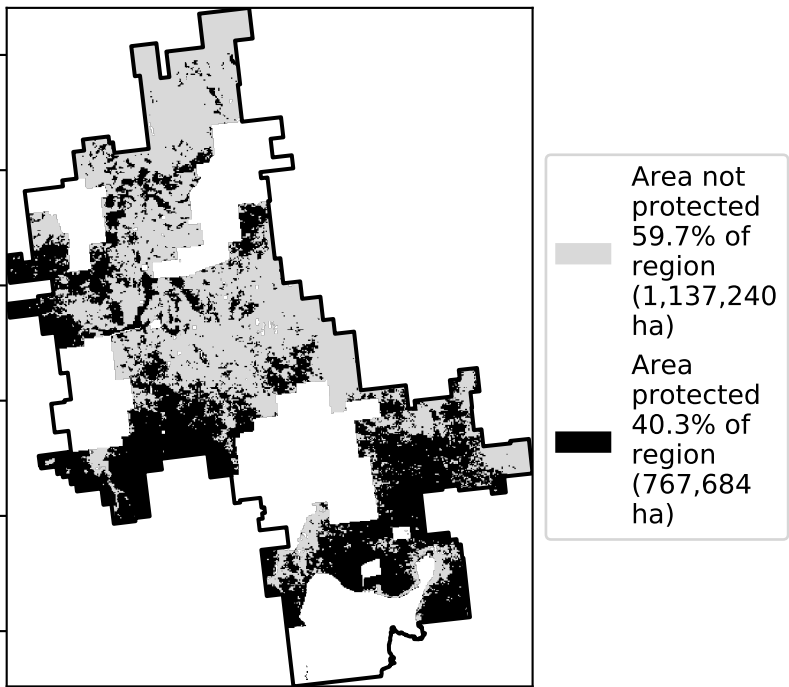 Area not
protected
59.7% of
region
(1,137,240
ha)
Area
protected
40.3% of
region
(767,684
ha)